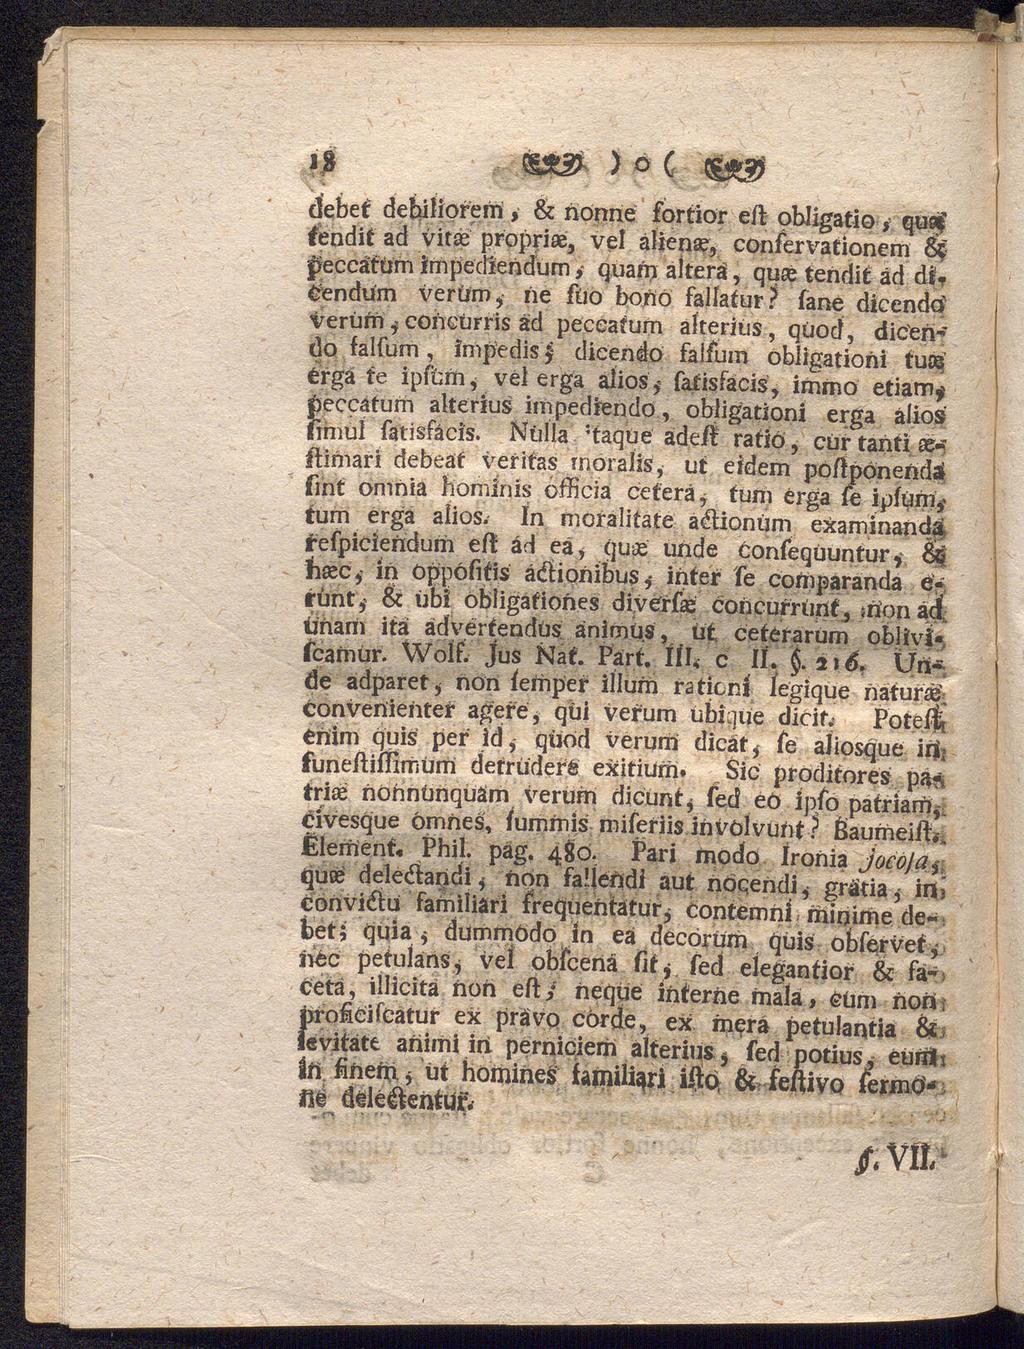 18 ) o (
debet debiliorem, & nonne fortior eſt obligatio, quæ
tendit ad vitæ propriæ, vel alienæ, conſervationem &
peccatum impediendum, quam altera, quæ tendit ad di-
cendum verum, ne ſuo bono fallatur? ſane dicendo
verum, concurris ad peccatum alterius, quod, dicen-
do falſum, impedis; dicendo falſum obligationi tuæ
erga te ipſum, vel erga alios, ſatisfacis, immo etiam,
peccatum alterius impediendo, obligationi erga alios
ſimul ſatisfacis. Nulla itaque adeſt ratio, cur tanti æ-
ſtimari debeat veritas moralis, ut eidem poſtponenda
ſint omnia hominis officia cetera, tum erga ſe ipſum,
tum erga alios. In moralitate actionum examinanda
reſpiciendum eſt ad ea, quæ unde conſequuntur, &
hæc, in oppoſitis actionibus, inter ſe comparanda e-
runt, & ubi obligationes diverſæ concurrunt, non ad
unam ita advertendus animus, ut ceterarum oblivi-
ſcamur. Wolf. Jus Nat. Part. III. c II. §. 216. Un-
de adparet, non ſemper illum rationi legique naturæ
convenienter agere, qui verum ubique dicit. Poteſt
enim quis per id, quod verum dicat, ſe aliosque in
funeſtiſſimum detrudere exitium. Sic proditores pa-
triæ nonnunquam verum dicunt, ſed eo ipſo patriam,
civesque omnes, ſummis miſeriis involvunt? Baumeiſt.
Element. Phil. pag. 480. Pari modo Ironia jocoſa,
quæ delectandi, non fallendi aut nocendi, gratia, in
convictu familiari frequentatur, contemni minime de-
bet; quia, dummodo in ea decorum quis obſervet,
nec petulans, vel obſcena ſit, ſed elegantior & fa-
ceta, illicita non eſt; neque interne mala, cum non
proficiſcatur ex pravo corde, ex mera petulantia &
levitate animi in perniciem alterius, ſed potius, eum
in finem, ut homines familiari iſto & feſtivo ſermo-
ne delectentur.
§. VII.